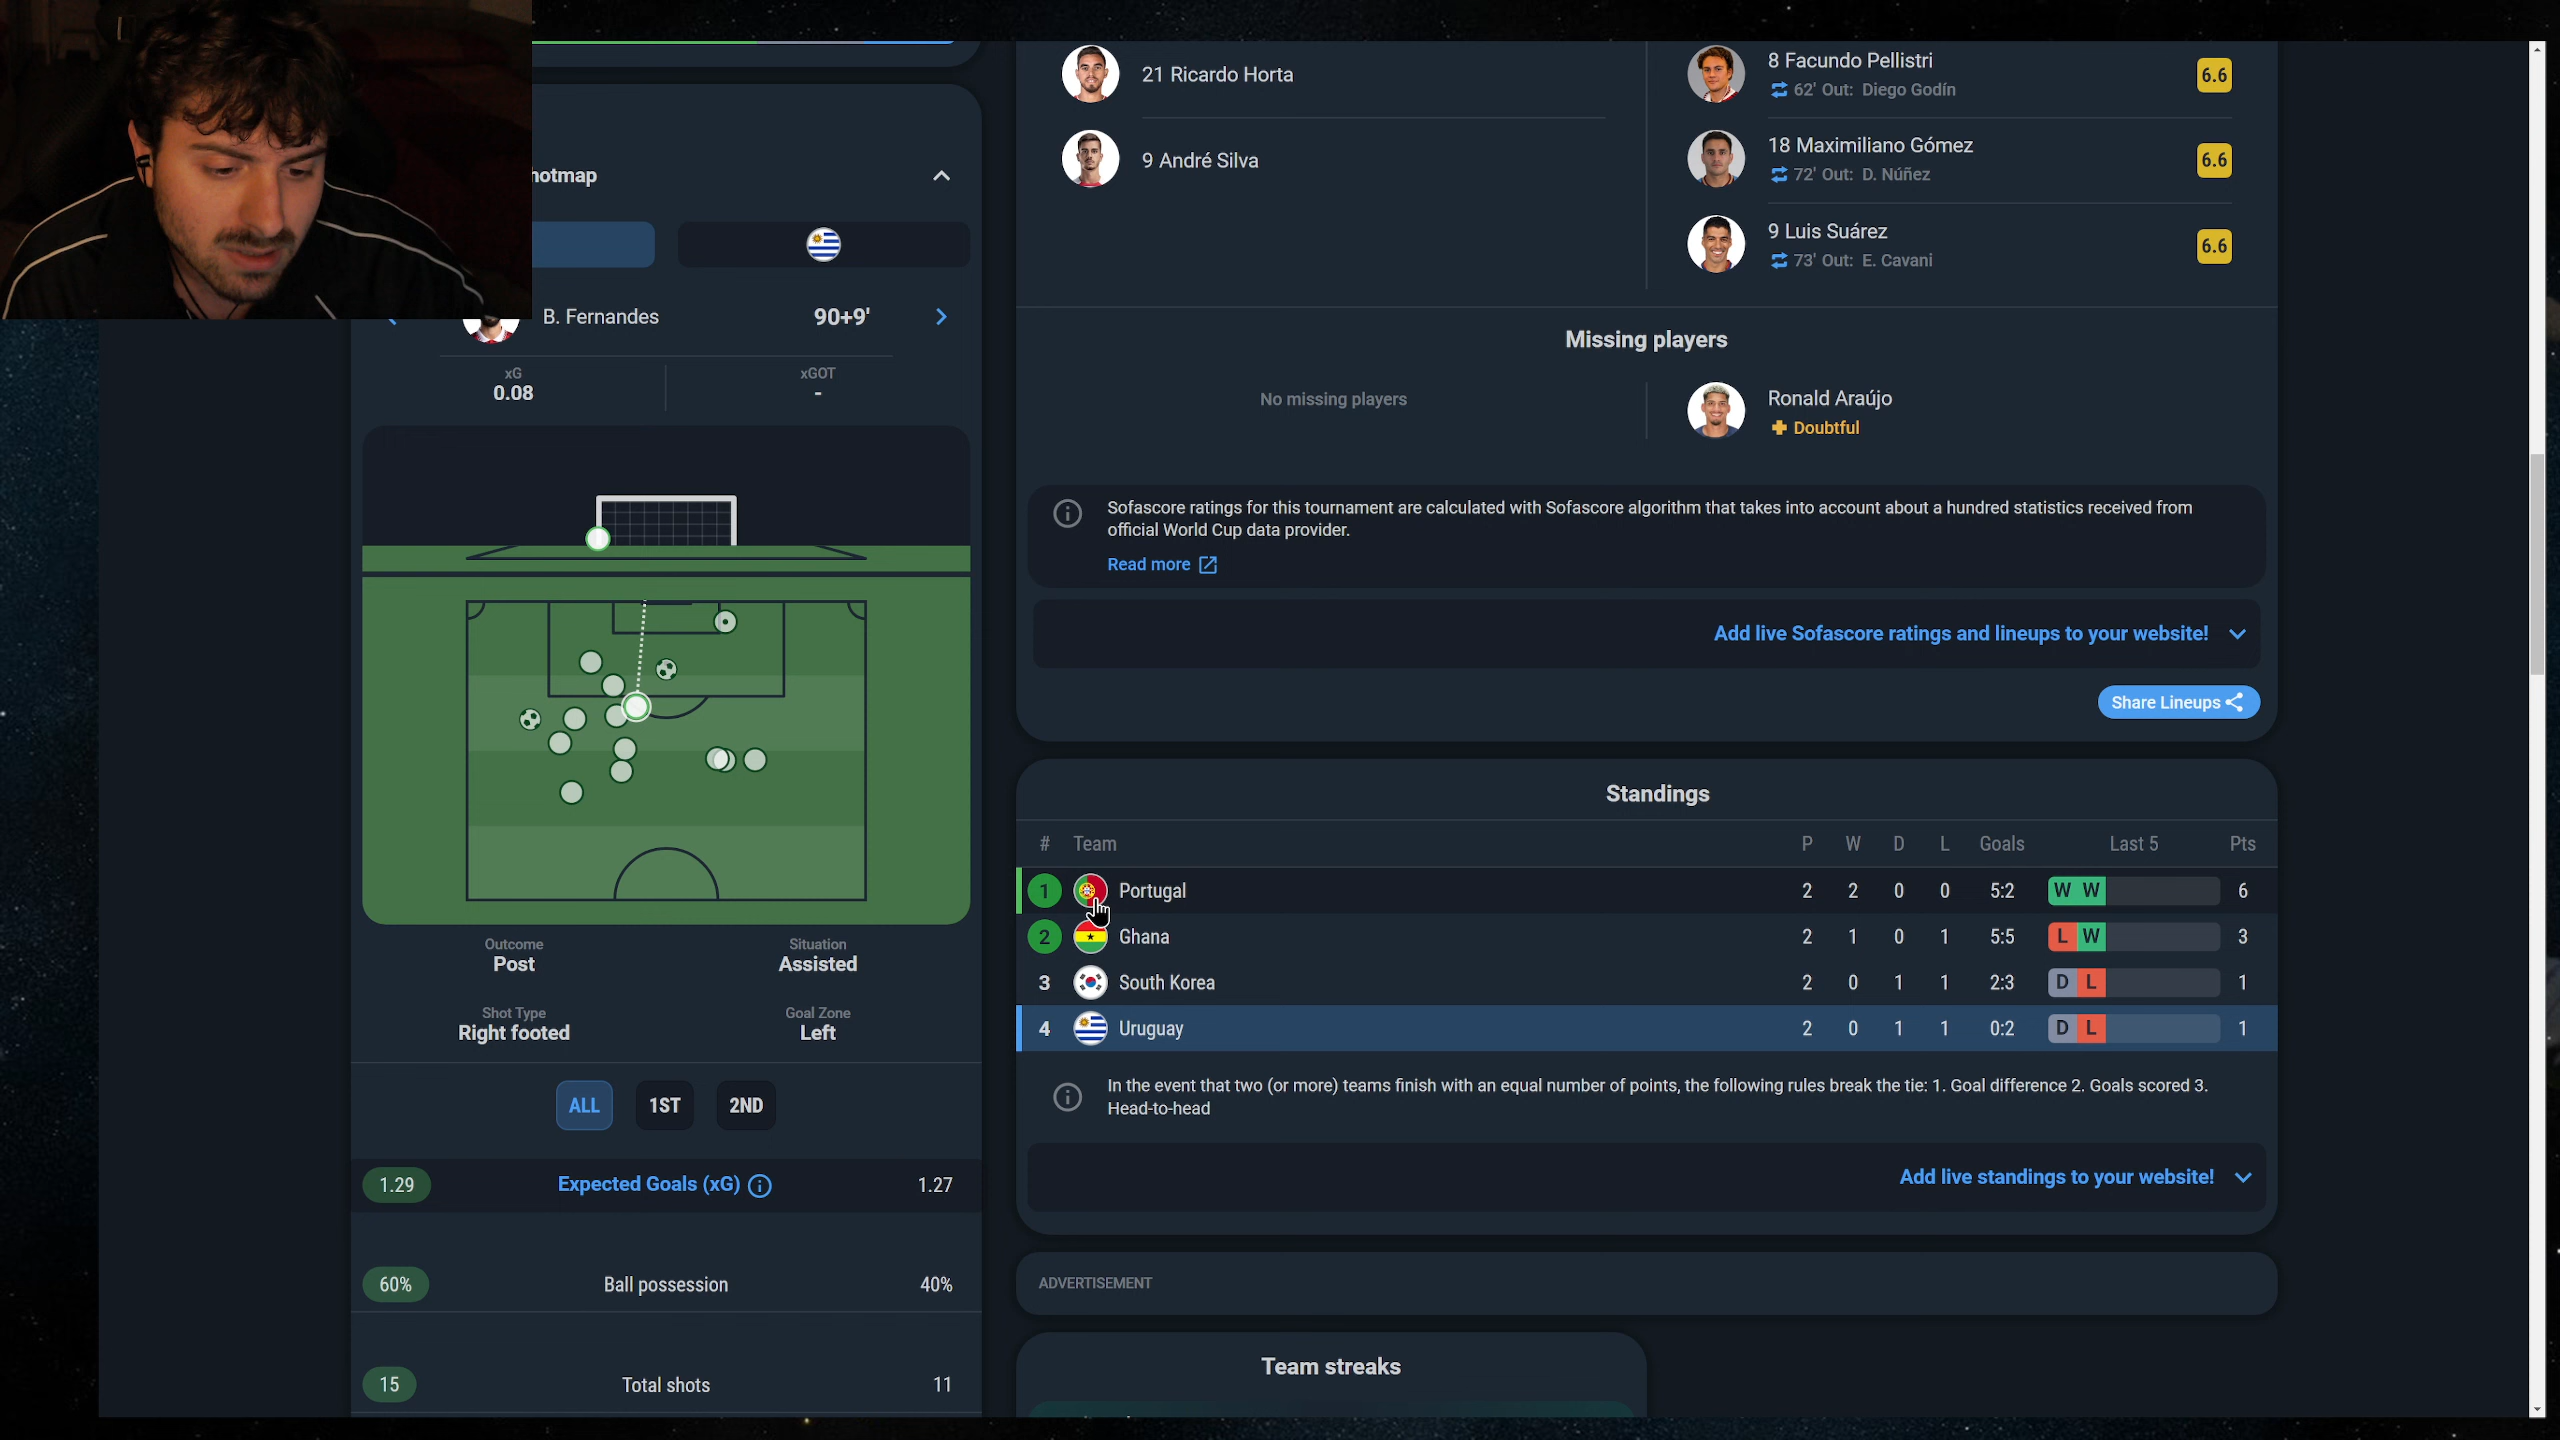 hotmap
B. Fernandes 90+9'
xG xGOT
0.08 -
Outcome Situation
Post Assisted
Shot Type Goal Zone
Right footed Left
ALL 1ST 2ND
1.29 Expected Goals (xG) 1.27
60% Ball possession 40%
15 Total shots 11
21 Ricardo Horta
9 André Silva
8 Facundo Pellistri
62' Out: Diego Godín
6.6
18 Maximiliano Gómez
72' Out: D. Núñez
6.6
9 Luis Suárez
73' Out: E. Cavani
6.6
Missing players
No missing players
Ronald Araújo
Doubtful
Sofascore ratings for this tournament are calculated with Sofascore algorithm that takes into account about a hundred statistics received from
official World Cup data provider.
Read more
Add live Sofascore ratings and lineups to your website!
Share Lineups
Standings
# Team P W D L Goals Last 5 Pts
1 Portugal 2 2 0 0 5:2 W W 6
2 Ghana 2 1 0 1 5:5 L W 3
3 South Korea 2 0 1 1 2:3 D L 1
4 Uruguay 2 0 1 1 0:2 D L 1
In the event that two (or more) teams finish with an equal number of points, the following rules break the tie: 1. Goal difference 2. Goals scored 3.
Head-to-head
Add live standings to your website!
ADVERTISEMENT
Team streaks